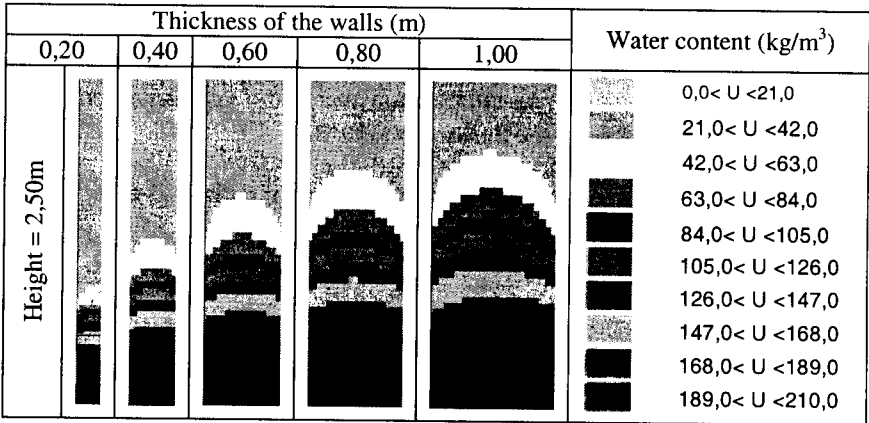 Thickness of the walls (m)
Water content (kg/m³)
0,20 0,40 0,60 0,80 1,00
Height = 2,50m
0,0< U <21,0
21,0< U <42,0
42,0< U <63,0
63,0< U <84,0
84,0< U <105,0
105,0< U <126,0
126,0< U <147,0
147,0< U <168,0
168,0< U <189,0
189,0< U <210,0